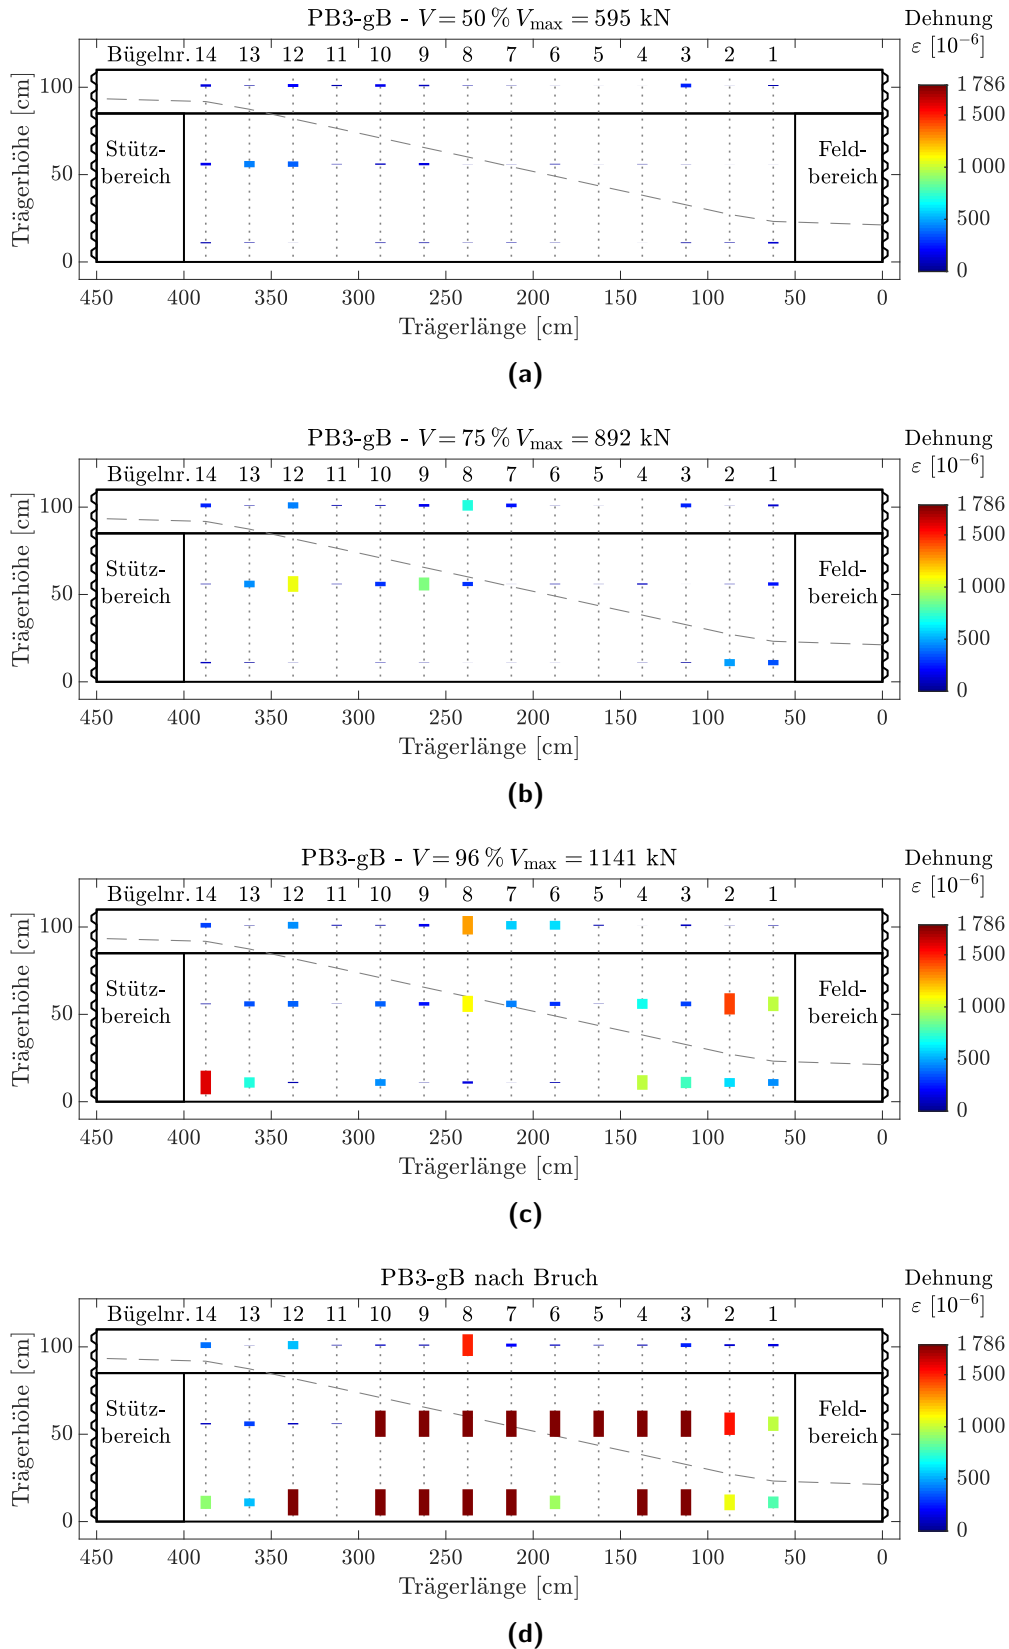 PB3-gB - V = 50 % Vmax = 595 kN
Dehnung
ε [10⁻⁶]
Bügelnr. 14 13 12 11 10 9 8 7 6 5 4 3 2 1
Trägerhöhe [cm]
100
50
0
Stütz-
bereich
Feld-
bereich
1 786
1 500
1 000
500
0
450 400 350 300 250 200 150 100 50 0
Trägerlänge [cm]
(a)
PB3-gB - V = 75 % Vmax = 892 kN
Dehnung
ε [10⁻⁶]
Bügelnr. 14 13 12 11 10 9 8 7 6 5 4 3 2 1
Trägerhöhe [cm]
100
50
0
Stütz-
bereich
Feld-
bereich
1 786
1 500
1 000
500
0
450 400 350 300 250 200 150 100 50 0
Trägerlänge [cm]
(b)
PB3-gB - V = 96 % Vmax = 1141 kN
Dehnung
ε [10⁻⁶]
Bügelnr. 14 13 12 11 10 9 8 7 6 5 4 3 2 1
Trägerhöhe [cm]
100
50
0
Stütz-
bereich
Feld-
bereich
1 786
1 500
1 000
500
0
450 400 350 300 250 200 150 100 50 0
Trägerlänge [cm]
(c)
PB3-gB nach Bruch
Dehnung
ε [10⁻⁶]
Bügelnr. 14 13 12 11 10 9 8 7 6 5 4 3 2 1
Trägerhöhe [cm]
100
50
0
Stütz-
bereich
Feld-
bereich
1 786
1 500
1 000
500
0
450 400 350 300 250 200 150 100 50 0
Trägerlänge [cm]
(d)